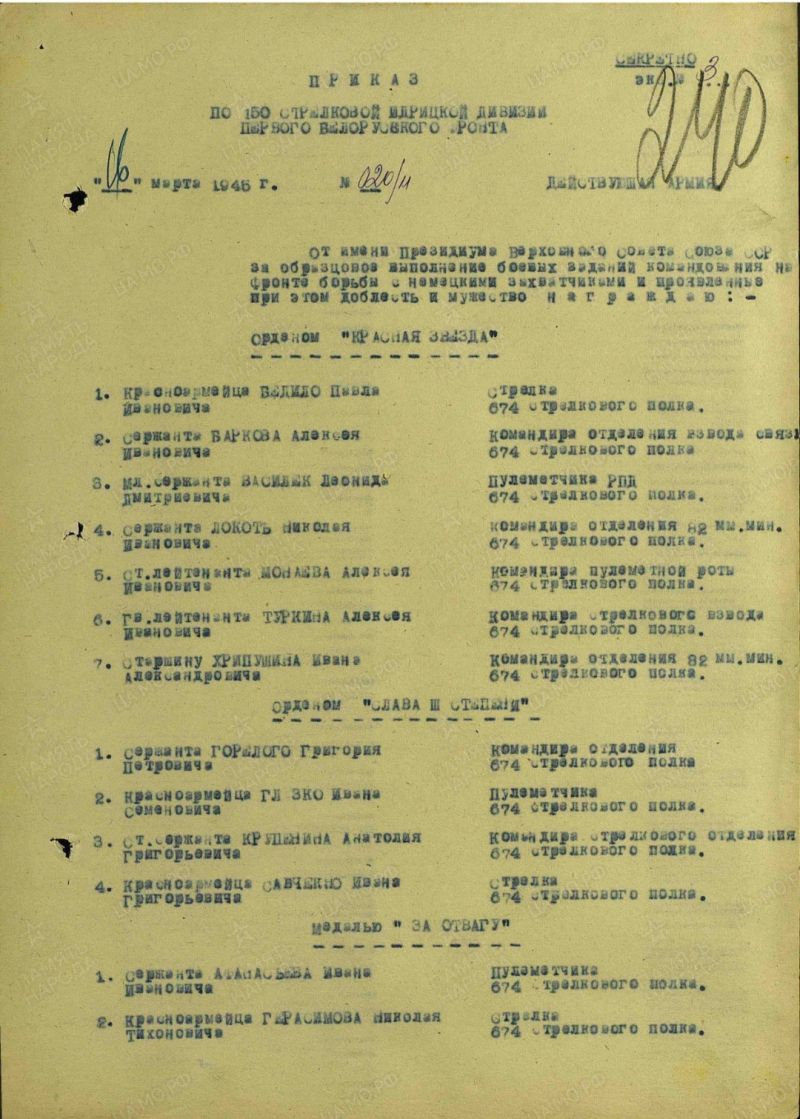 СЕКРЕТНО
эк. № 3
240
ПРИКАЗ
ПО 150 СТРЕЛКОВОЙ ИДРИЦКОЙ ДИВИЗИИ
ПЕРВОГО БЕЛОРУССКОГО ФРОНТА
"16" марта 1945 г. № 020/н ДЕЙСТВУЮЩАЯ АРМИЯ
От имени Президиума Верховного Совета Союза ССР
за образцовое выполнение боевых заданий командования на
фронте борьбы с немецкими захватчиками и проявленные
при этом доблесть и мужество награждаю:-
Орденом "КРАСНАЯ ЗВЕЗДА"
1. Красноармейца Павла Стрелка
Ивановича 674 стрелкового полка.
2. Сержанта БАРКОВА Алексея Командира отделения взвода связи
Ивановича 674 стрелкового полка
3. Мл.сержанта ВАСИЛЕК Леонида Пулеметчика РПД
Дмитриевича 674 стрелкового полка.
4. Сержанта ЛОКОТЬ Николая Командира отделения 82 мм.мин.
Ивановича 674 стрелкового полка.
5. Ст.лейтенанта Алексея Командира пулеметной роты
Ивановича 674 стрелкового полка.
6. Гв.лейтенанта ТУРКИНА Алексея Командира стрелкового взвода
Ивановича 674 стрелкового полка.
7. Старшину ХРИПУШИНА Ивана Командира отделения 82 мм.мин.
Александровича 674 стрелкового полка.
Орденом "СЛАВА III СТЕПЕНИ"
1. Сержанта ГОРЕЛОГО Григория Командира отделения
Петровича 674 стрелкового полка
2. Красноармейца Ивана Пулеметчика
Семеновича 674 стрелкового полка.
3. Ст.сержанта КРУПЕНИНА Анатолия Командира стрелкового отделения
Григорьевича 674 стрелкового полка.
4. Красноармейца САВЧЕНКО Ивана Стрелка
Григорьевича 674 стрелкового полка.
Медалью " ЗА ОТВАГУ"
1. Сержанта АТАНАСЬЕВА Ивана Пулеметчика
Ивановича 674 стрелкового полка.
2. Красноармейца ГЕРАСИМОВА Николая Стрелка
Тихоновича 674 стрелкового полка.